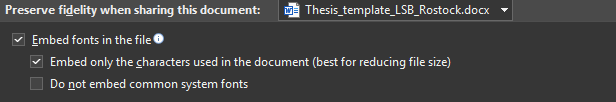 Preserve fidelity when sharing this document: Thesis_template_LSB_Rostock.docx
Embed fonts in the file
Embed only the characters used in the document (best for reducing file size)
Do not embed common system fonts